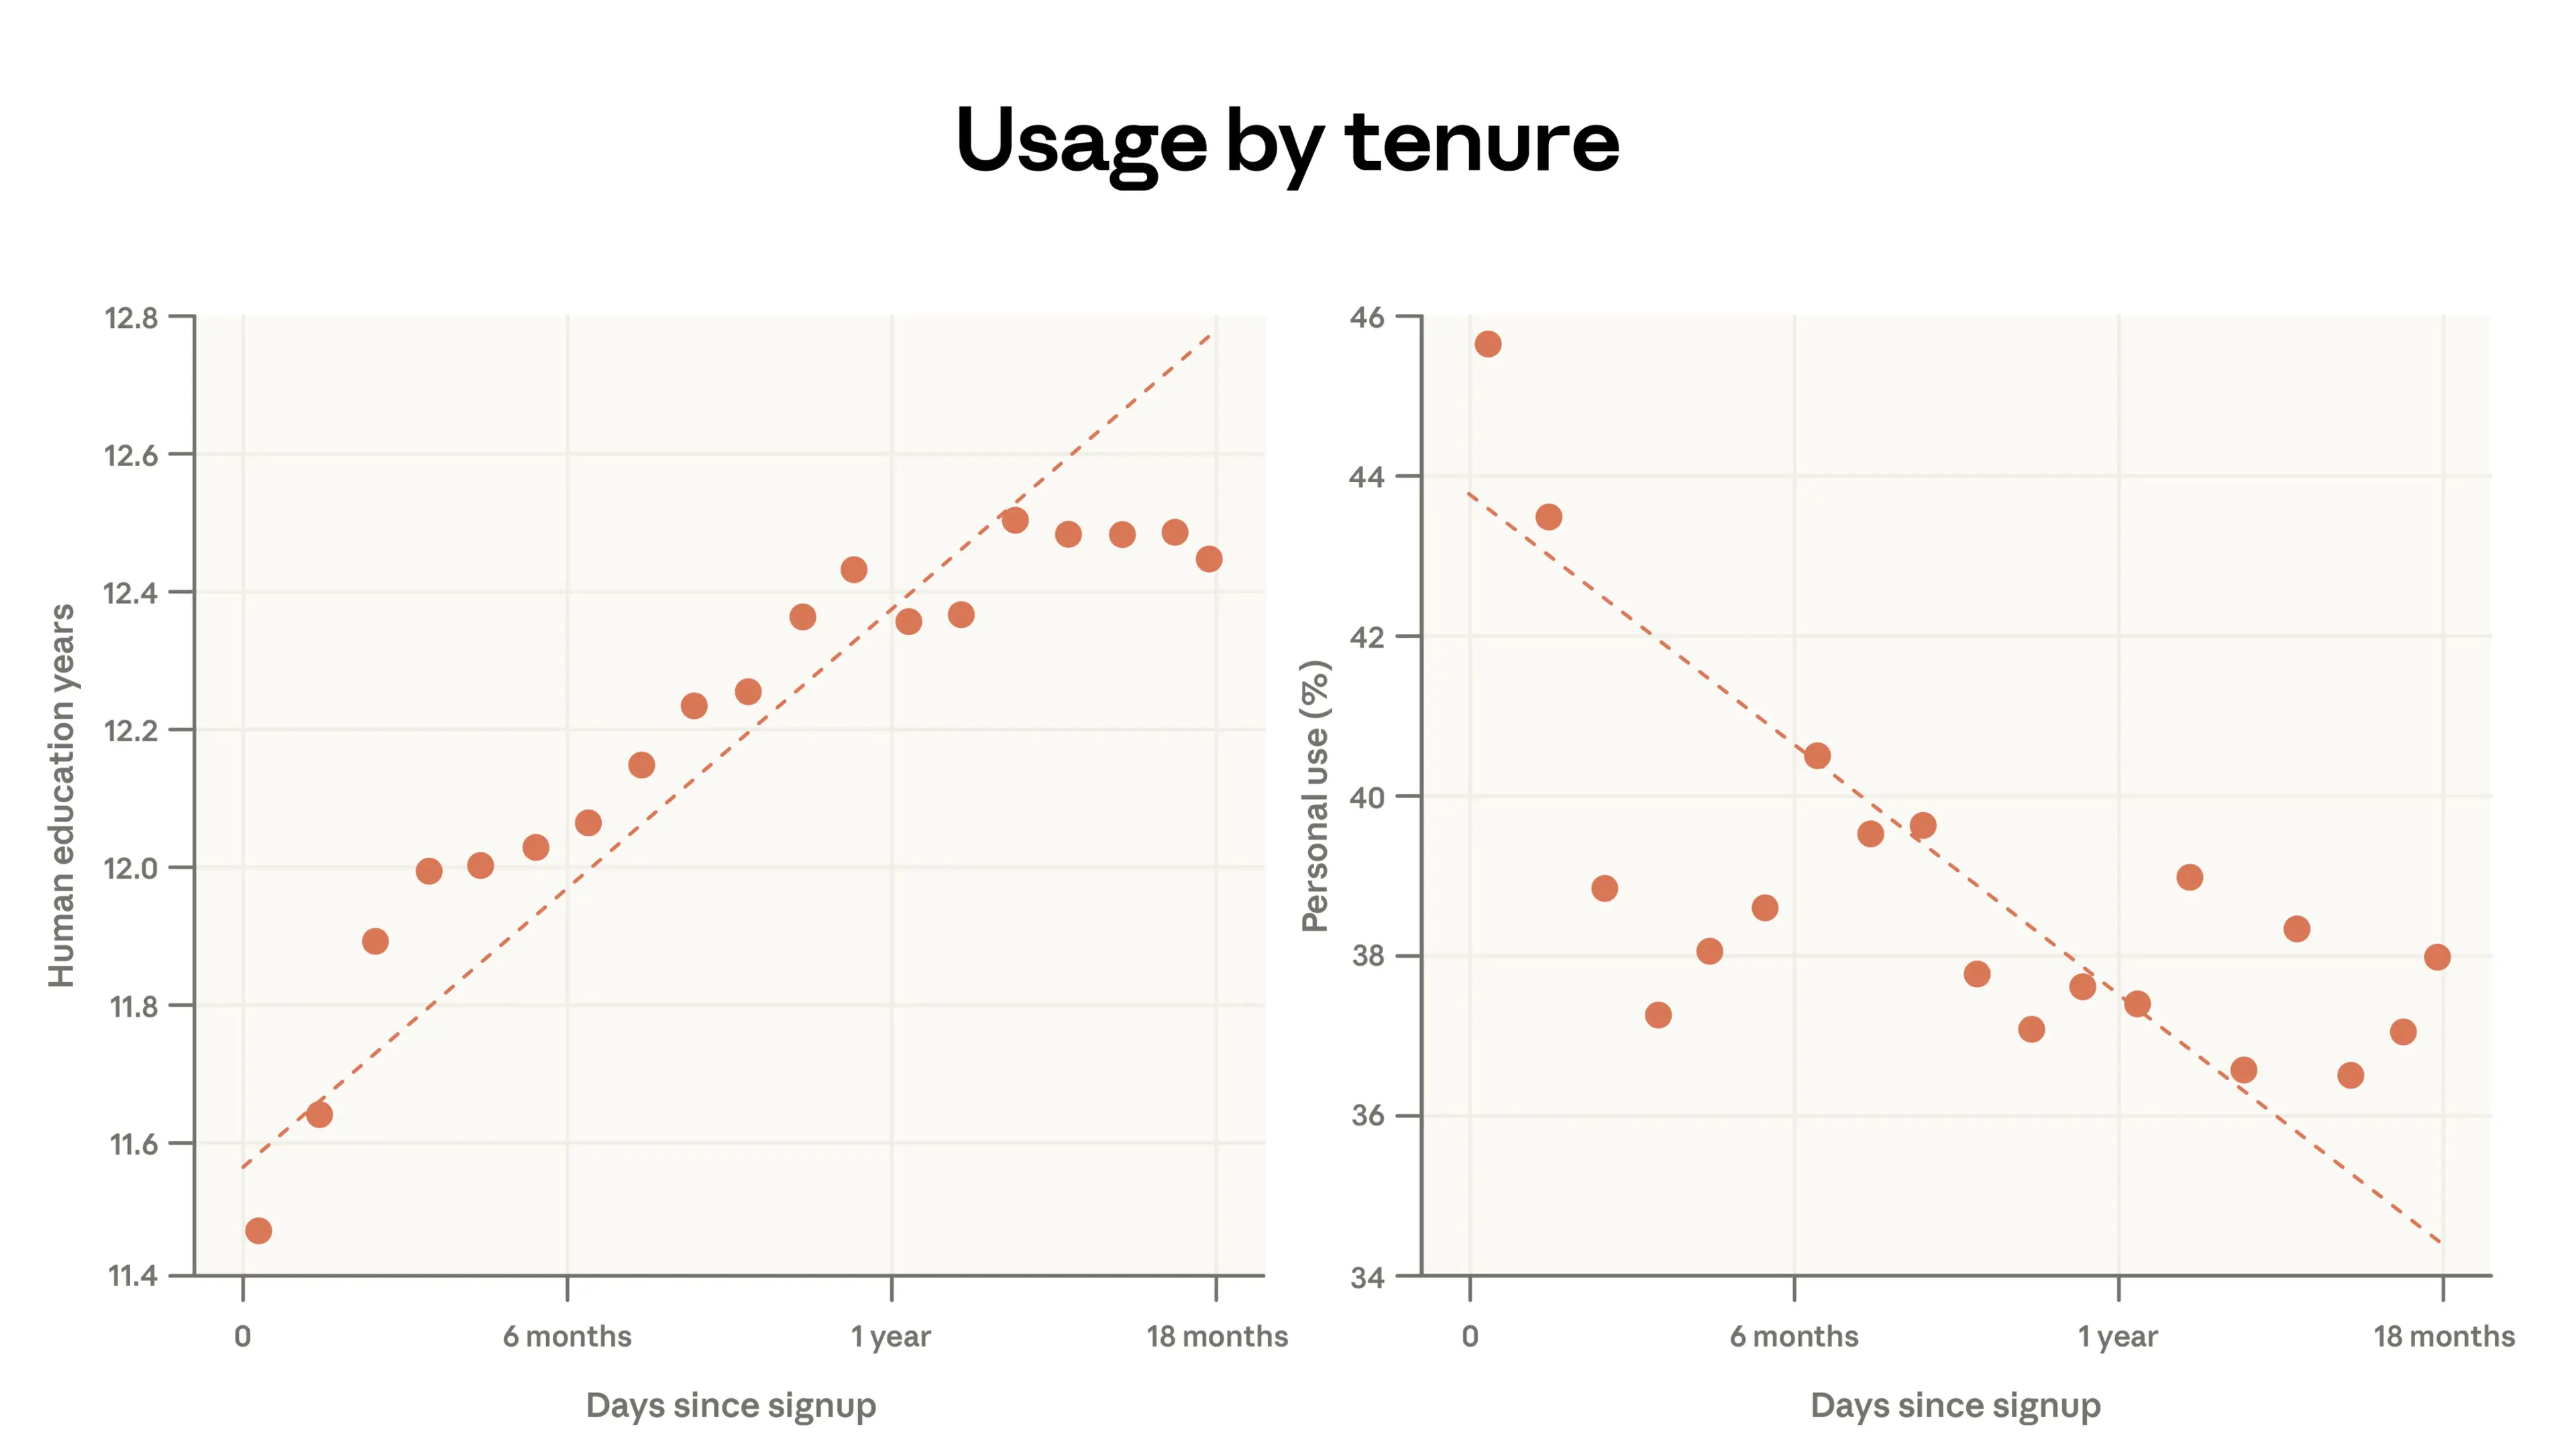 Usage by tenure
12.8
12.6
12.4
12.2
12.0
11.8
11.6
11.4
Human education years
0
6 months
1 year
18 months
Days since signup
46
44
42
40
38
36
34
Personal use (%)
0
6 months
1 year
18 months
Days since signup